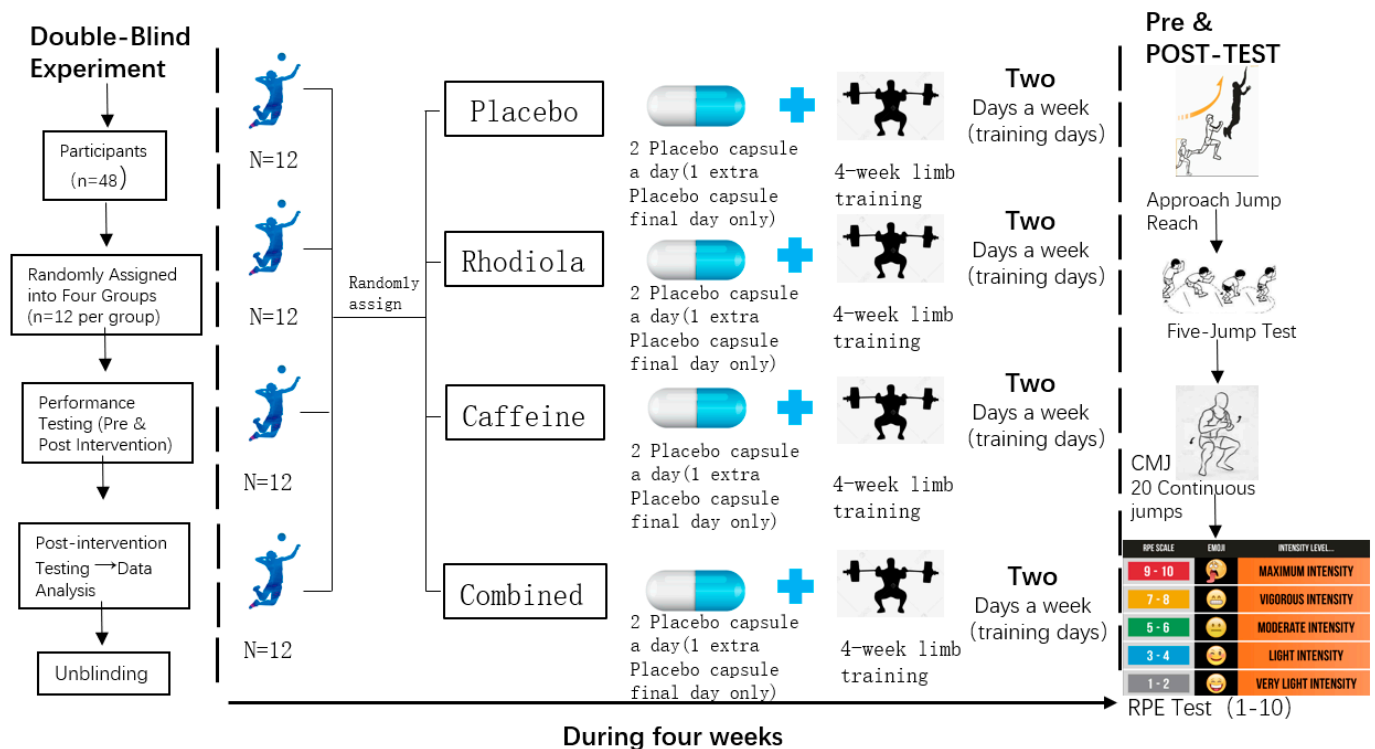 Double-Blind
Experiment
Participants
(n=48)
Randomly Assigned
into Four Groups
(n=12 per group)
Performance
Testing (Pre &
Post Intervention)
Post-intervention
Testing →Data
Analysis
Unblinding
N=12
N=12
N=12
N=12
Randomly
assign
Placebo
2 Placebo capsule
a day(1 extra
Placebo capsule
final day only)
4-week limb
training
Two
Days a week
(training days)
Rhodiola
2 Placebo capsule
a day(1 extra
Placebo capsule
final day only)
4-week limb
training
Two
Days a week
(training days)
Caffeine
2 Placebo capsule
a day(1 extra
Placebo capsule
final day only)
4-week limb
training
Two
Days a week
(training days)
Combined
2 Placebo capsule
a day(1 extra
Placebo capsule
final day only)
4-week limb
training
Two
Days a week
(training days)
During four weeks
Pre &
POST-TEST
Approach Jump
Reach
Five-Jump Test
CMJ
20 Continuous
jumps
RPE SCALE EMOJI INTENSITY LEVEL...
9 - 10 MAXIMUM INTENSITY
7 - 8 VIGOROUS INTENSITY
5 - 6 MODERATE INTENSITY
3 - 4 LIGHT INTENSITY
1 - 2 VERY LIGHT INTENSITY
RPE Test (1-10)